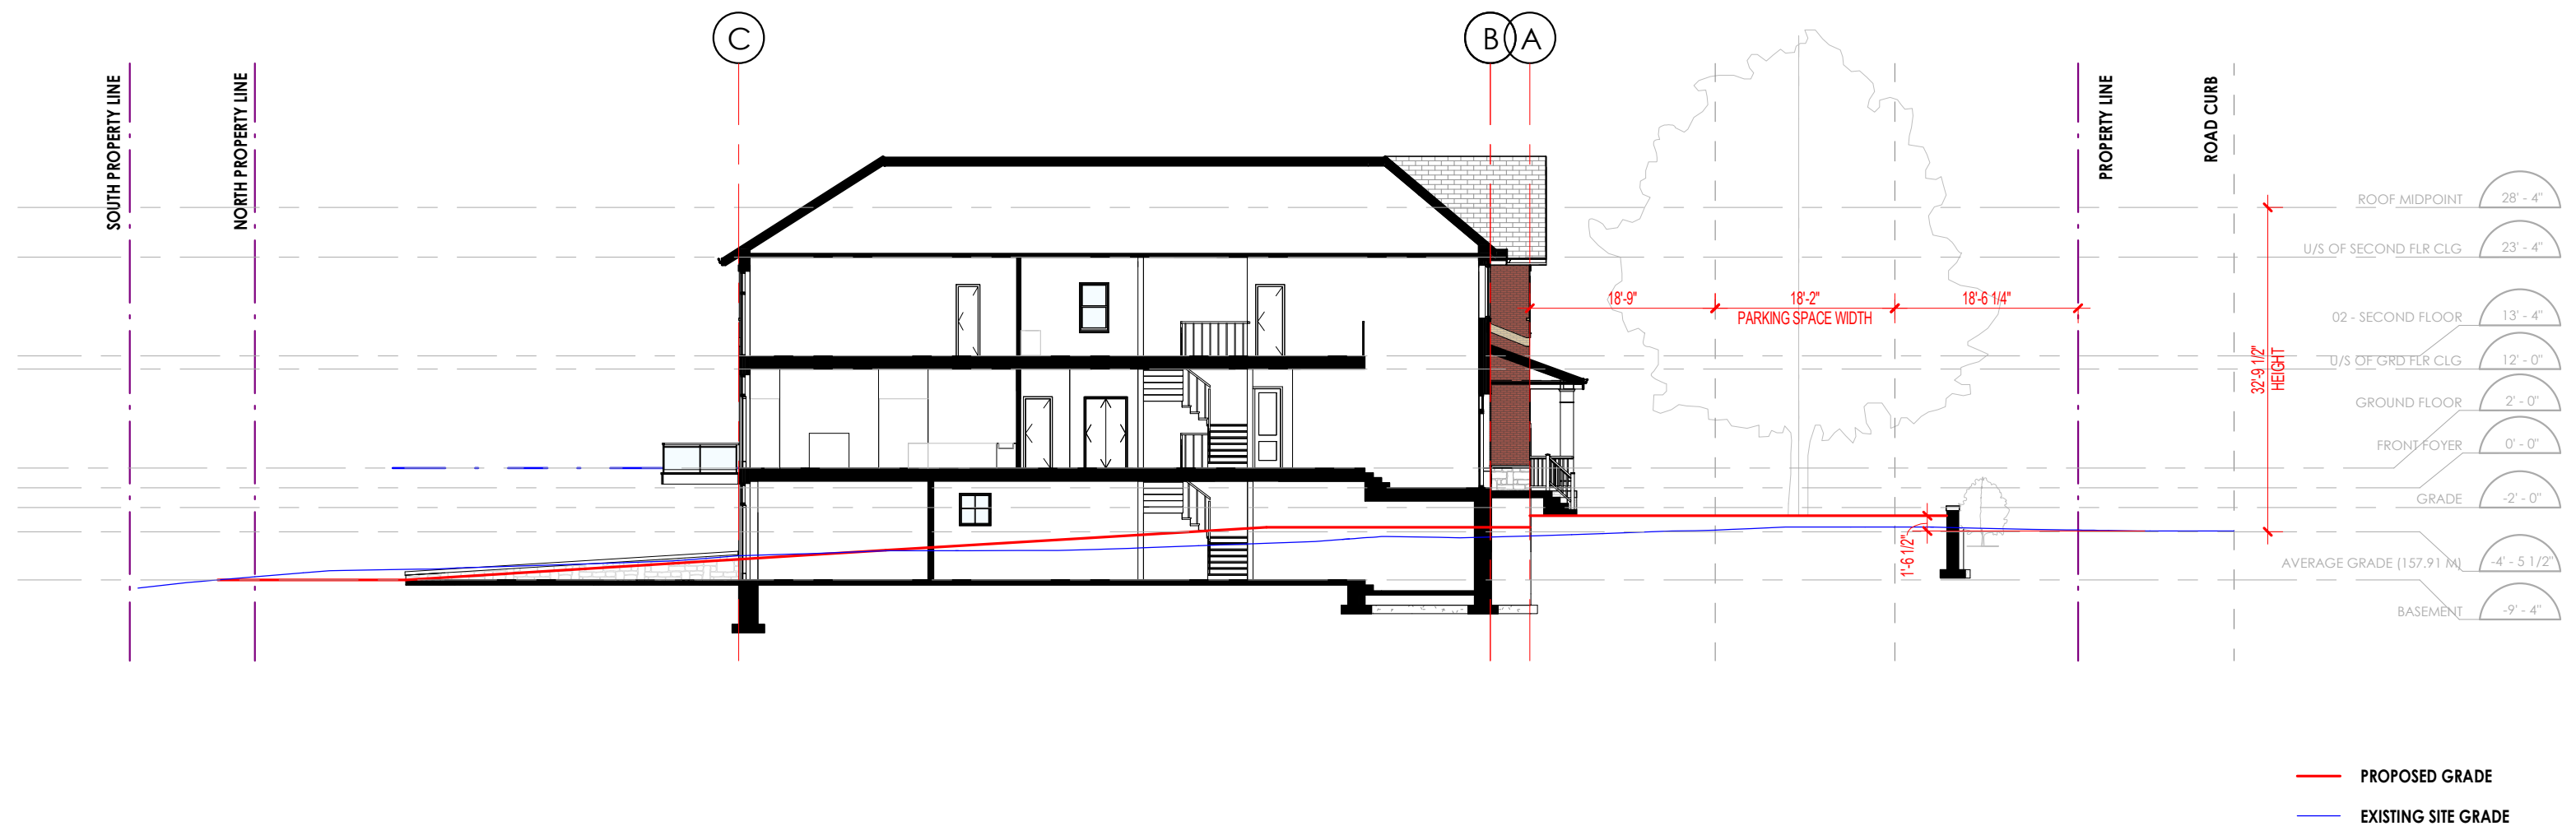 C
B
A
SOUTH PROPERTY LINE
NORTH PROPERTY LINE
PROPERTY LINE
ROAD CURB
ROOF MIDPOINT 28' - 4"
U/S OF SECOND FLR CLG 23' - 4"
18'-9"
18'-2"
18'-6 1/4"
PARKING SPACE WIDTH
02 - SECOND FLOOR 13' - 4"
32'-9 1/2"
HEIGHT
U/S OF GRD FLR CLG 12' - 0"
GROUND FLOOR 2' - 0"
FRONT FOYER 0' - 0"
GRADE -2' - 0"
1'-6 1/2"
AVERAGE GRADE (157.91 M) -4' - 5 1/2"
BASEMENT -9' - 4"
PROPOSED GRADE
EXISTING SITE GRADE